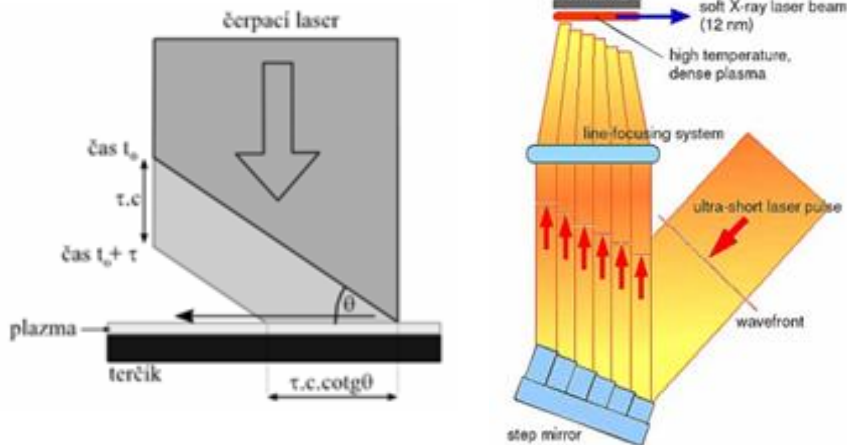 čerpací laser
čas t₀
τ.c
čas t₀+ τ
θ
plazma
terčík
τ.c.cotgθ
soft X-ray laser beam
(12 nm)
high temperature,
dense plasma
line-focusing system
ultra-short laser pulse
wavefront
step mirror